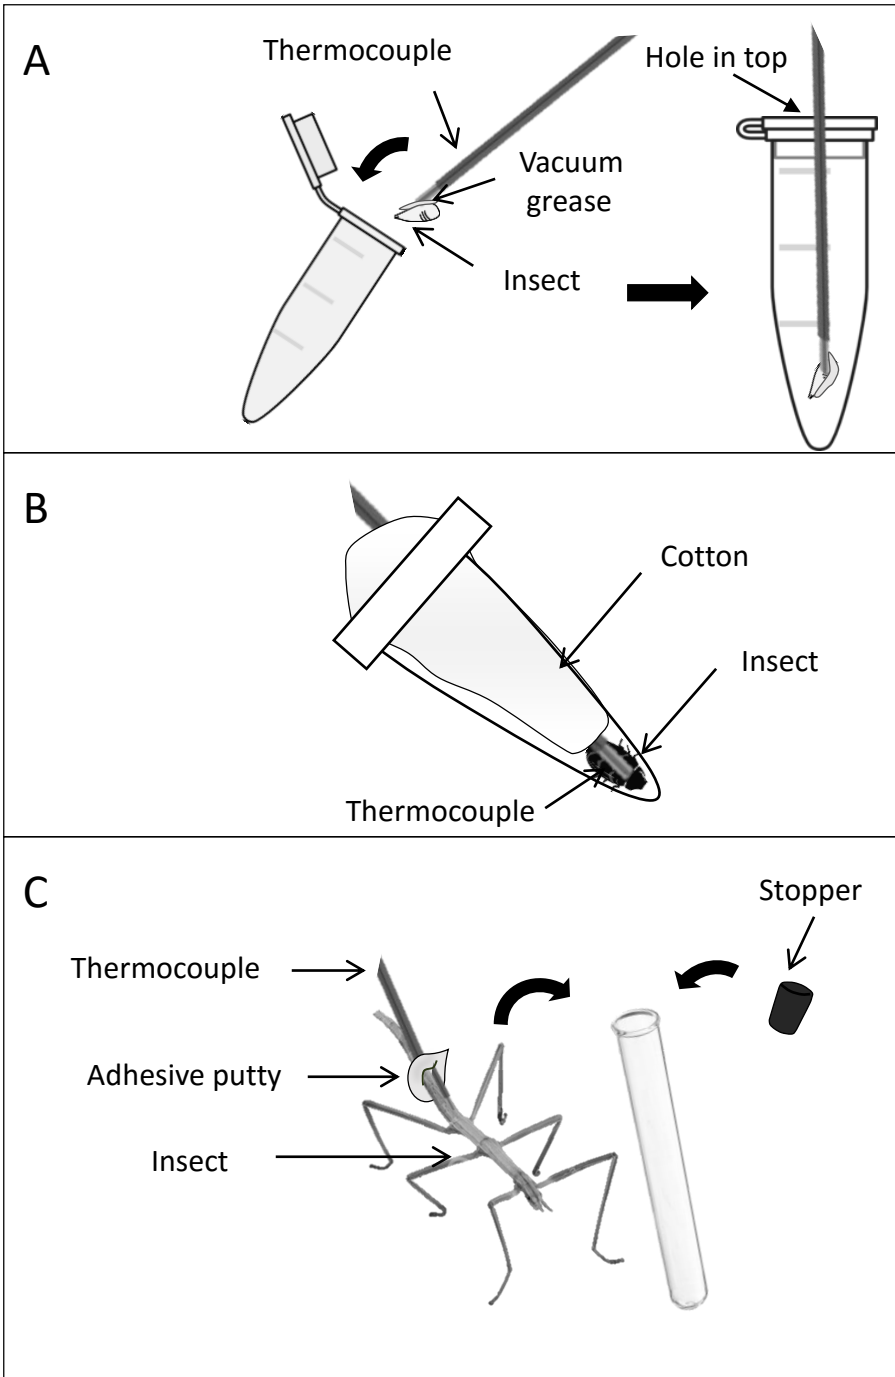 A
Thermocouple
Hole in top
Vacuum
grease
Insect
B
Cotton
Insect
Thermocouple
C
Stopper
Thermocouple
Adhesive putty
Insect